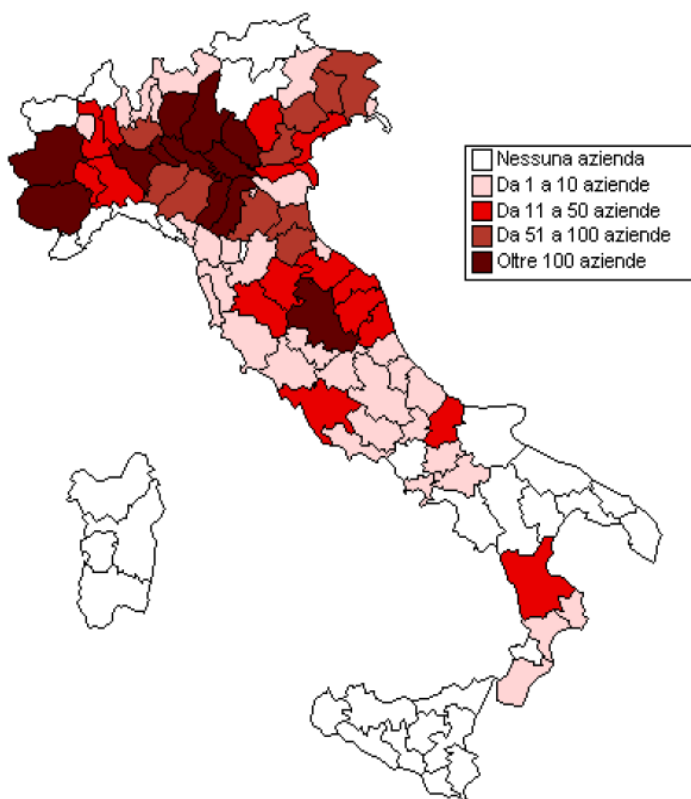 Nessuna azienda
Da 1 a 10 aziende
Da 11 a 50 aziende
Da 51 a 100 aziende
Oltre 100 aziende